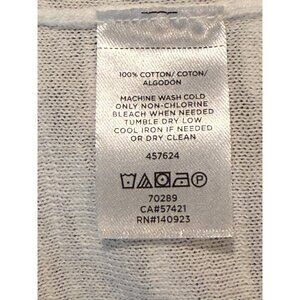 100% COTTON/ COTON/
ALGODÓN
MACHINE WASH COLD
ONLY NON-CHLORINE
BLEACH WHEN NEEDED
TUMBLE DRY LOW
COOL IRON IF NEEDED
OR DRY CLEAN
457624
P
70289
CA#57421
RN#140923